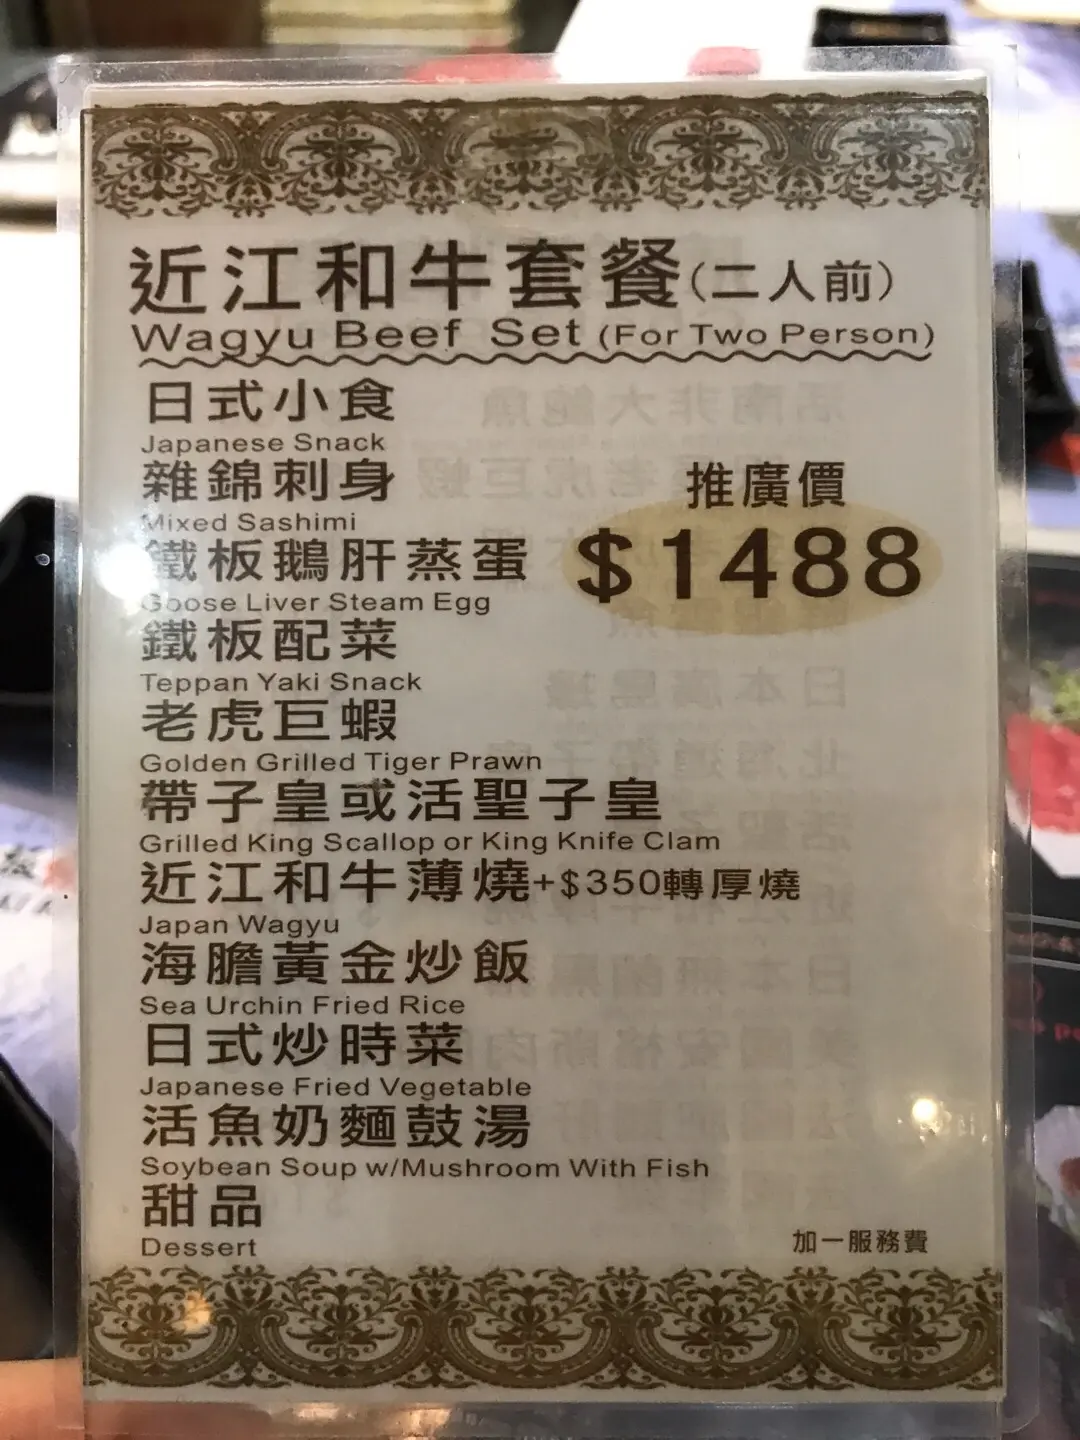 近江和牛套餐(二人前)
Wagyu Beef Set (For Two Person)
日式小食
Japanese Snack
雜錦刺身
Mixed Sashimi
推廣價
$1488
鐵板鵝肝蒸蛋
Goose Liver Steam Egg
鐵板配菜
Teppan Yaki Snack
老虎巨蝦
Golden Grilled Tiger Prawn
帶子皇或活聖子皇
Grilled King Scallop or King Knife Clam
近江和牛薄燒+$350轉厚燒
Japan Wagyu
海膽黃金炒飯
Sea Urchin Fried Rice
日式炒時菜
Japanese Fried Vegetable
活魚奶麵鼓湯
Soybean Soup w/Mushroom With Fish
甜品
Dessert
加一服務費